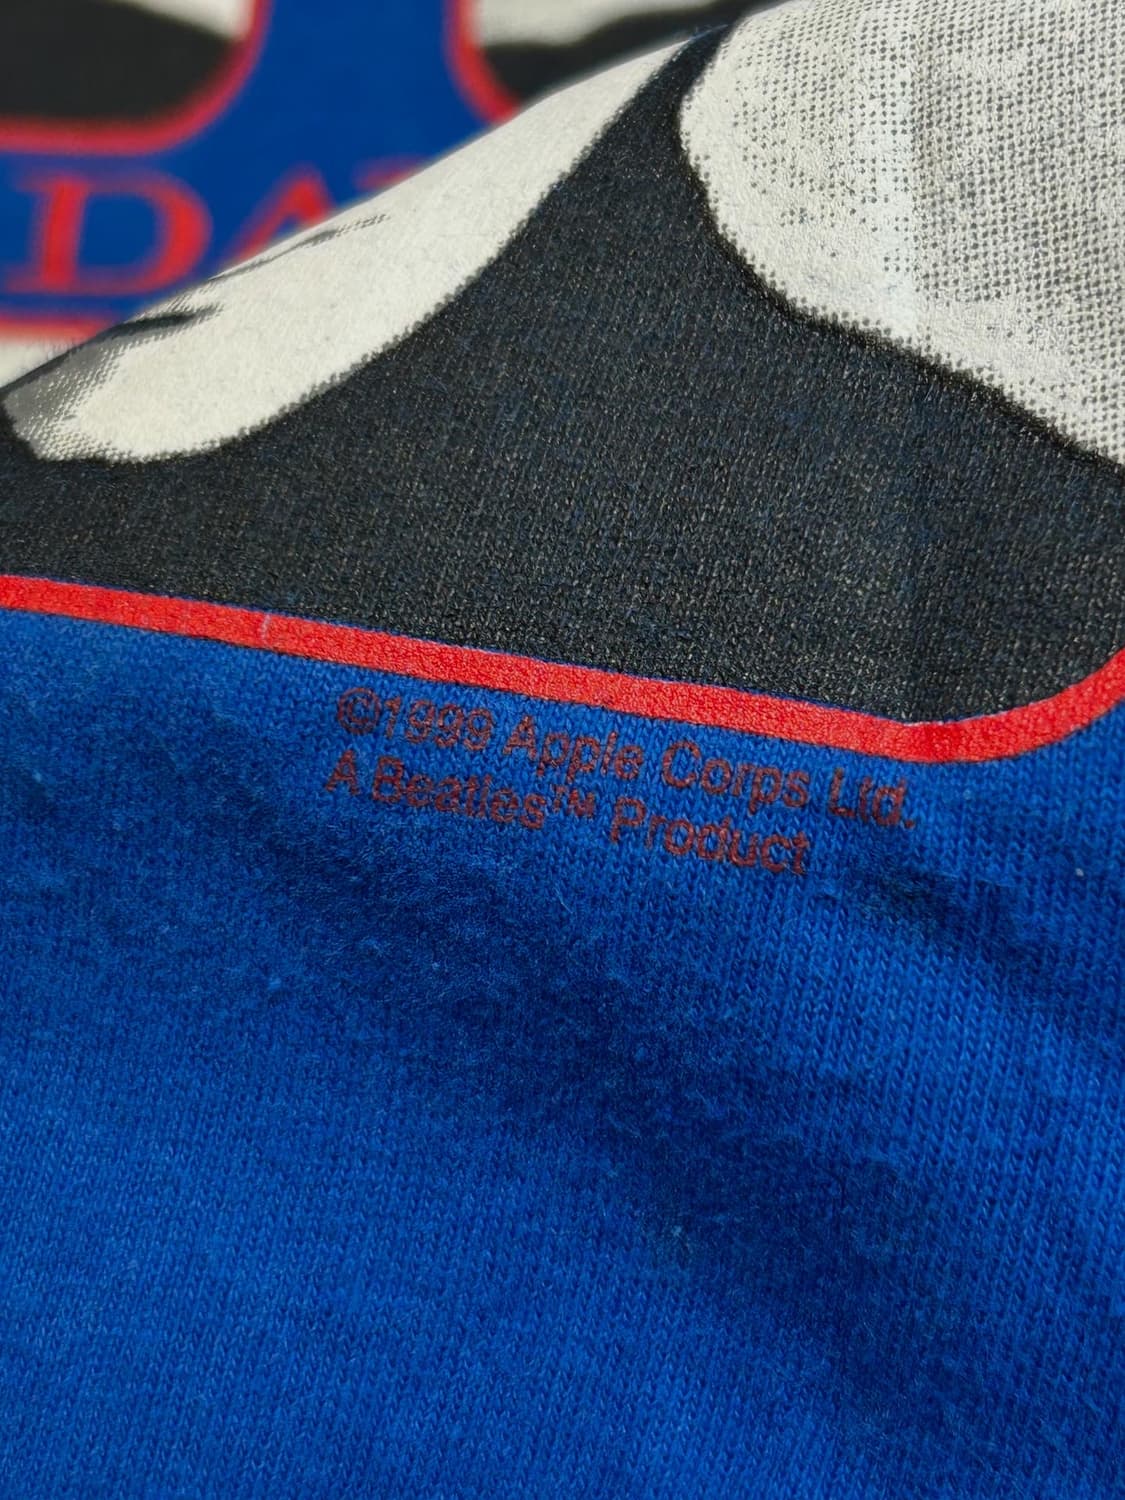 DA
©1999 Apple Corps Ltd.
A Beatles™ Product